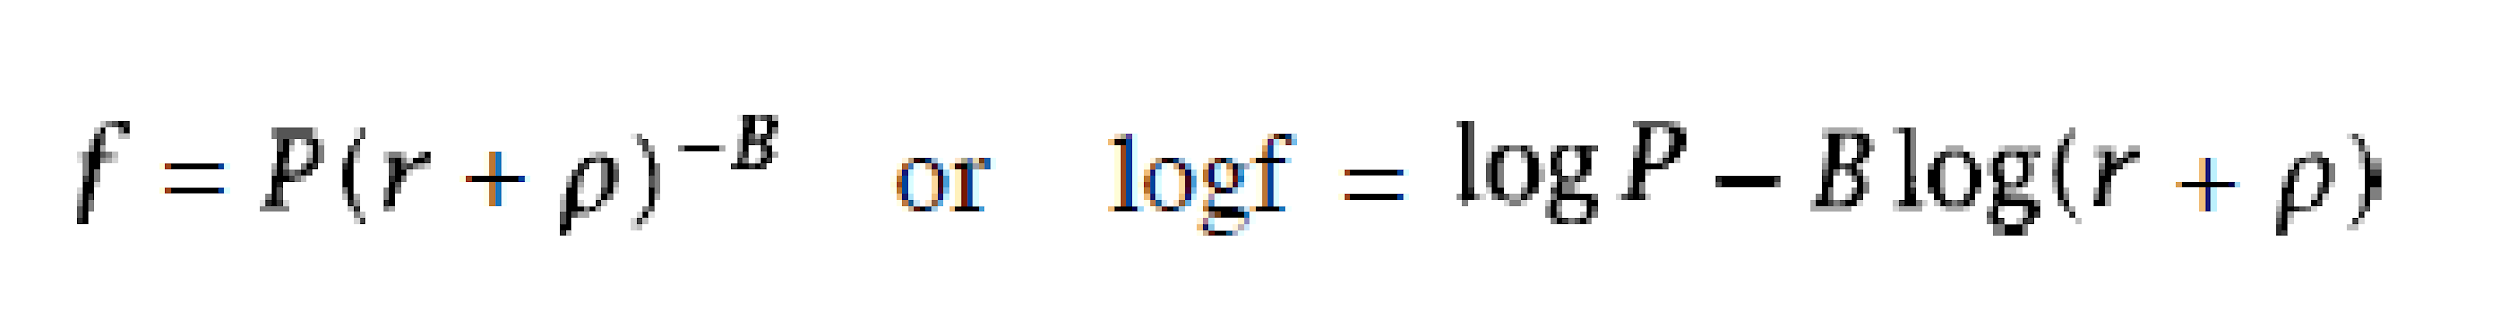 f = P(r + ρ)⁻ᴮ or logf = log P − B log(r + ρ)